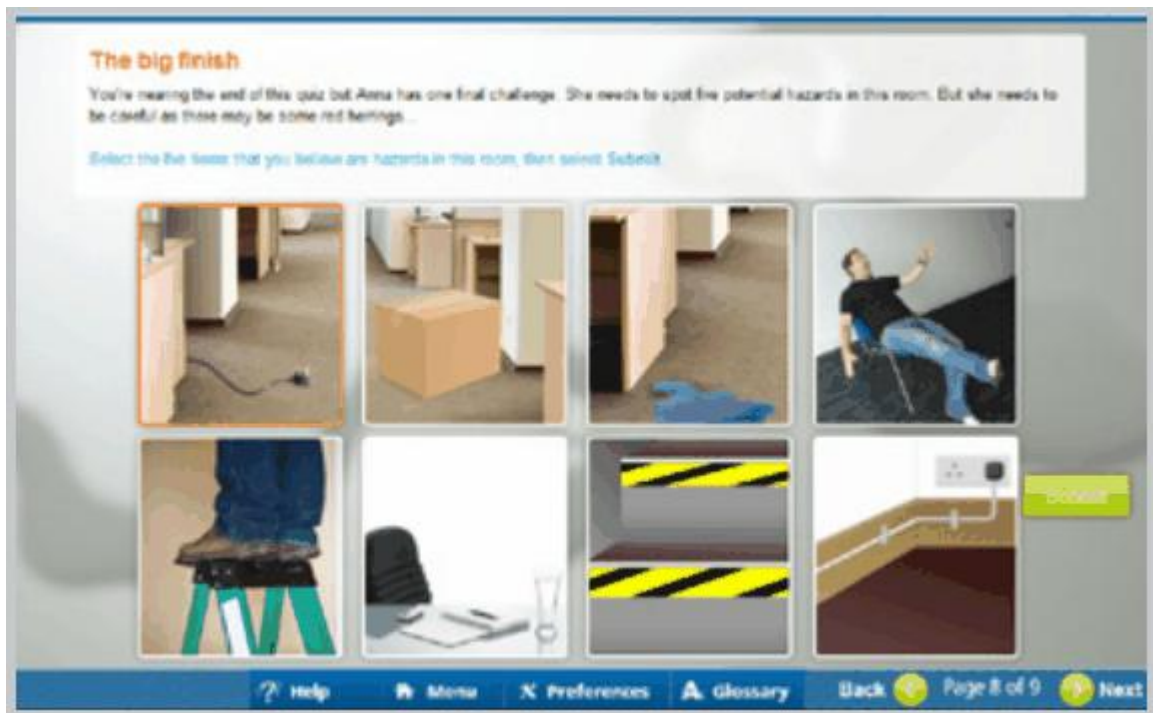 The big finish
You're nearing the end of this quiz but Anna has one final challenge. She needs to spot five potential hazards in this room. But she needs to
be careful as there may be some red herrings...
Select the five items that you believe are hazards in this room, then select Submit
Submit
? Help
Menu
Preferences
A Glossary
Back
Page 8 of 9
Next